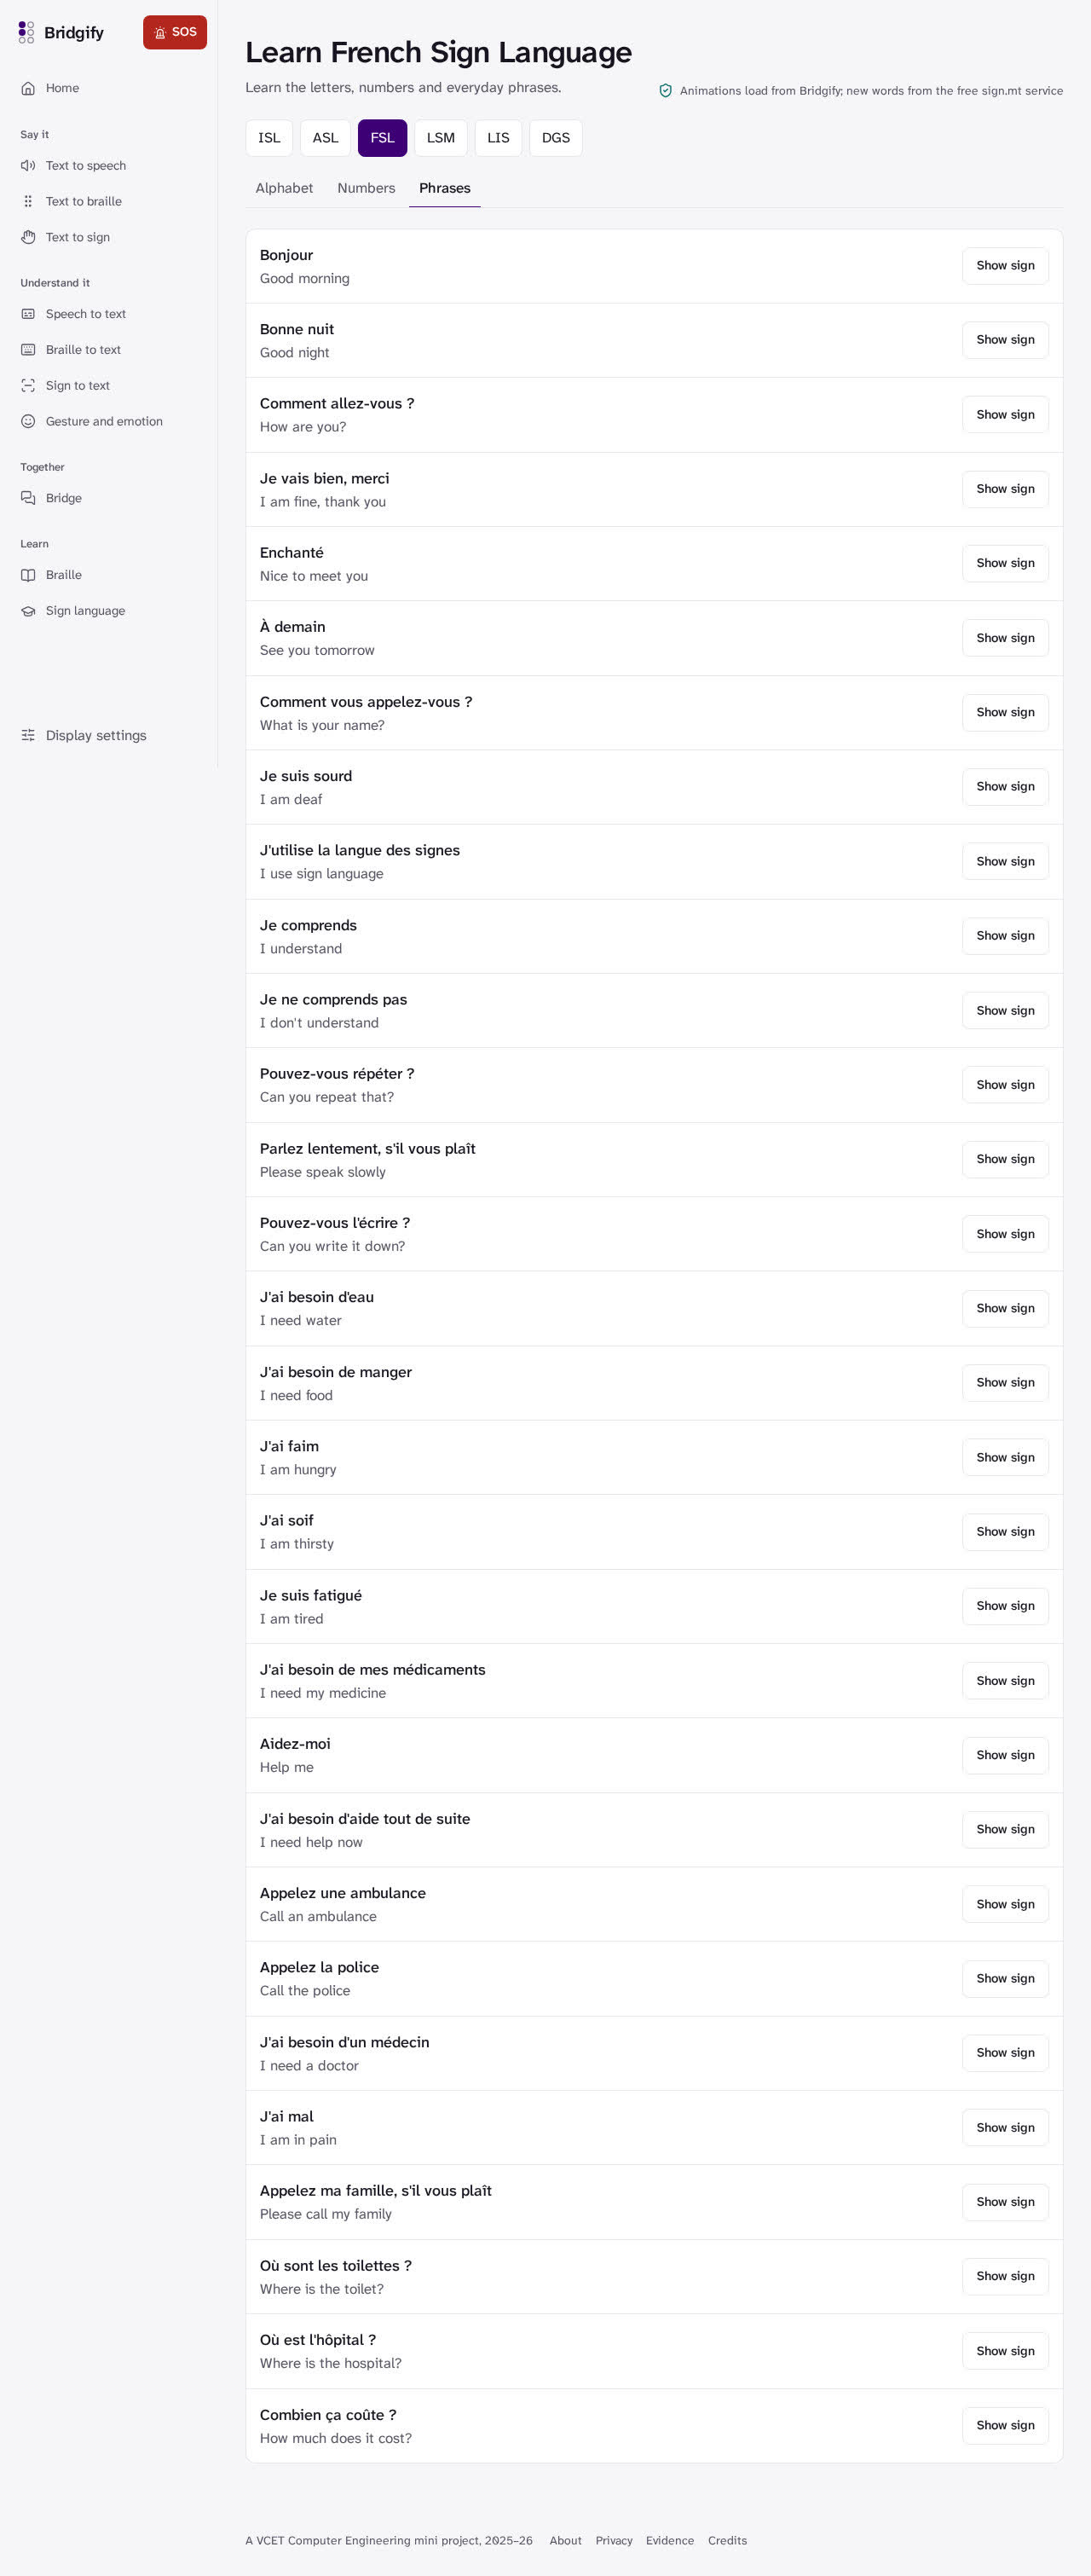 Bridgify
SOS
Home
Say it
Text to speech
Text to braille
Text to sign
Understand it
Speech to text
Braille to text
Sign to text
Gesture and emotion
Together
Bridge
Learn
Braille
Sign language
Display settings
Learn French Sign Language
Learn the letters, numbers and everyday phrases.
Animations load from Bridgify; new words from the free sign.mt service
ISL ASL FSL LSM LIS DGS
Alphabet Numbers Phrases
Bonjour
Good morning
Show sign
Bonne nuit
Good night
Show sign
Comment allez-vous ?
How are you?
Show sign
Je vais bien, merci
I am fine, thank you
Show sign
Enchanté
Nice to meet you
Show sign
À demain
See you tomorrow
Show sign
Comment vous appelez-vous ?
What is your name?
Show sign
Je suis sourd
I am deaf
Show sign
J'utilise la langue des signes
I use sign language
Show sign
Je comprends
I understand
Show sign
Je ne comprends pas
I don't understand
Show sign
Pouvez-vous répéter ?
Can you repeat that?
Show sign
Parlez lentement, s'il vous plaît
Please speak slowly
Show sign
Pouvez-vous l'écrire ?
Can you write it down?
Show sign
J'ai besoin d'eau
I need water
Show sign
J'ai besoin de manger
I need food
Show sign
J'ai faim
I am hungry
Show sign
J'ai soif
I am thirsty
Show sign
Je suis fatigué
I am tired
Show sign
J'ai besoin de mes médicaments
I need my medicine
Show sign
Aidez-moi
Help me
Show sign
J'ai besoin d'aide tout de suite
I need help now
Show sign
Appelez une ambulance
Call an ambulance
Show sign
Appelez la police
Call the police
Show sign
J'ai besoin d'un médecin
I need a doctor
Show sign
J'ai mal
I am in pain
Show sign
Appelez ma famille, s'il vous plaît
Please call my family
Show sign
Où sont les toilettes ?
Where is the toilet?
Show sign
Où est l'hôpital ?
Where is the hospital?
Show sign
Combien ça coûte ?
How much does it cost?
Show sign
A VCET Computer Engineering mini project, 2025–26 About Privacy Evidence Credits